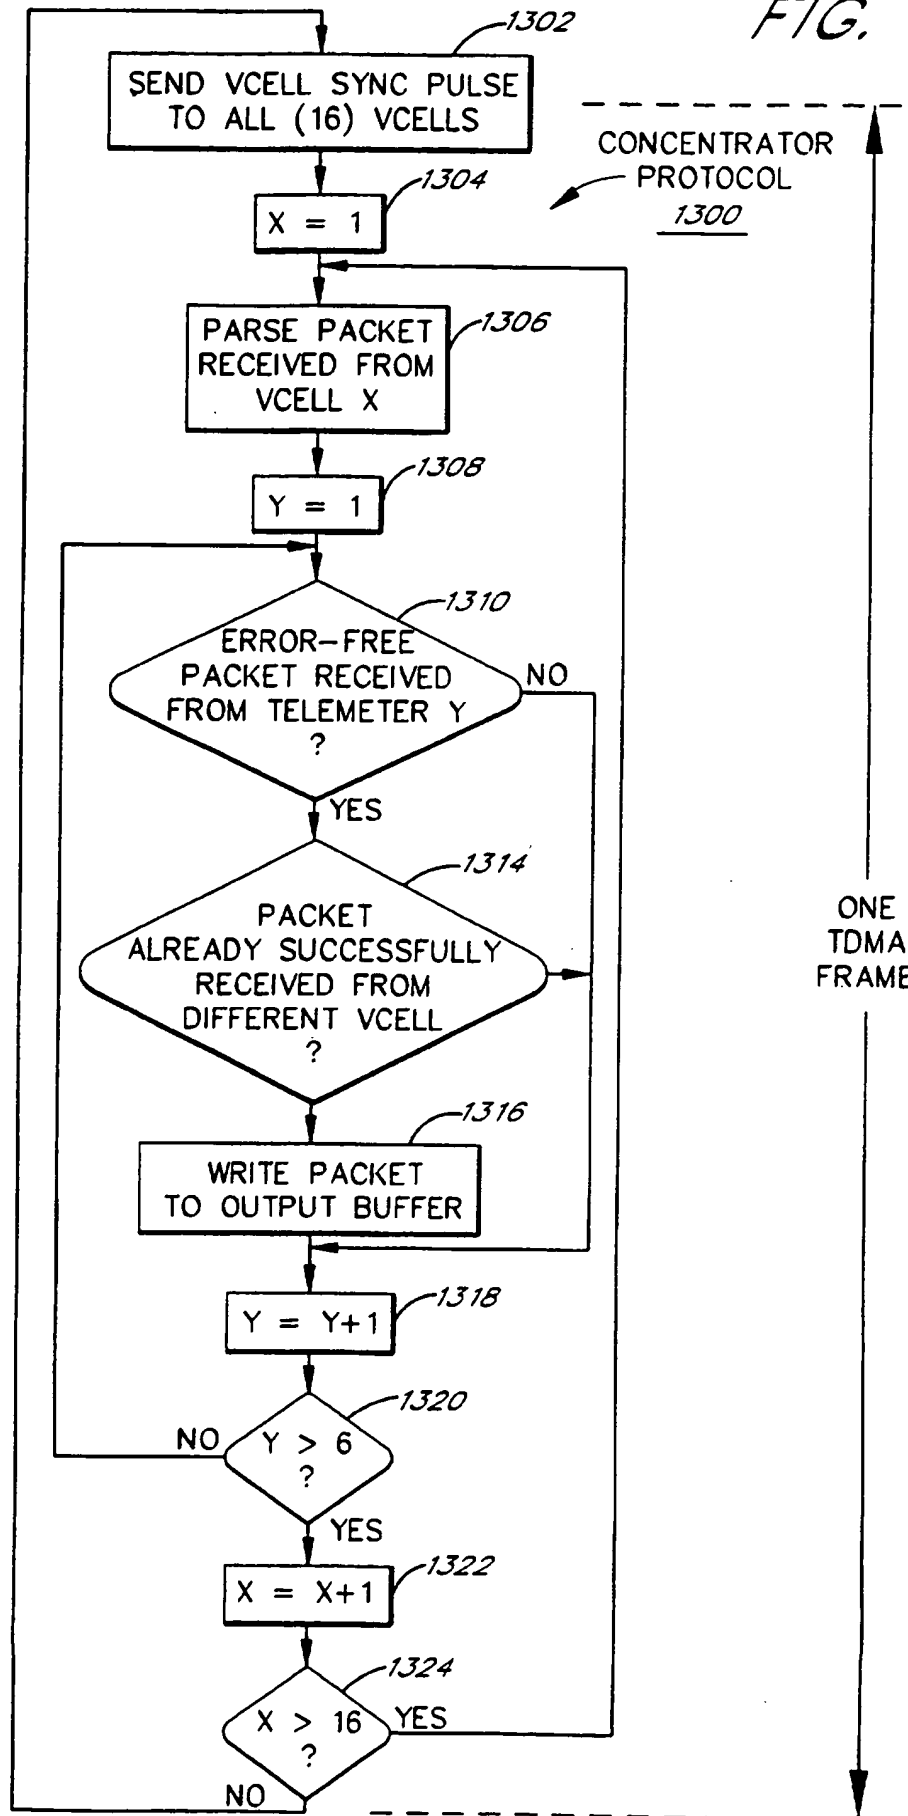 FIG.
1302
SEND VCELL SYNC PULSE
TO ALL (16) VCELLS
CONCENTRATOR
PROTOCOL
1300
1304
X = 1
1306
PARSE PACKET
RECEIVED FROM
VCELL X
1308
Y = 1
1310
ERROR-FREE
PACKET RECEIVED
FROM TELEMETER Y
?
NO
YES
1314
PACKET
ALREADY SUCCESSFULLY
RECEIVED FROM
DIFFERENT VCELL
?
ONE
TDMA
FRAME
1316
WRITE PACKET
TO OUTPUT BUFFER
1318
Y = Y+1
1320
Y > 6
?
NO
YES
1322
X = X+1
1324
X > 16
?
YES
NO